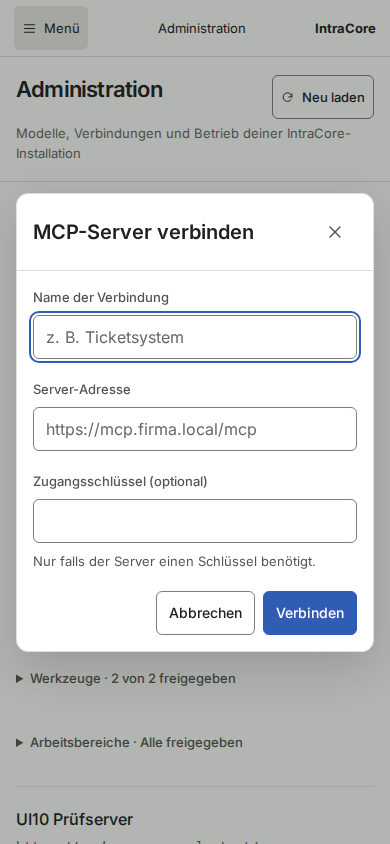 Menü
Administration
IntraCore
Administration
Neu laden
Modelle, Verbindungen und Betrieb deiner IntraCore-
Installation
MCP-Server verbinden
Name der Verbindung
z. B. Ticketsystem
Server-Adresse
https://mcp.firma.local/mcp
Zugangsschlüssel (optional)
Nur falls der Server einen Schlüssel benötigt.
Abbrechen
Verbinden
Werkzeuge · 2 von 2 freigegeben
Arbeitsbereiche · Alle freigegeben
UI10 Prüfserver